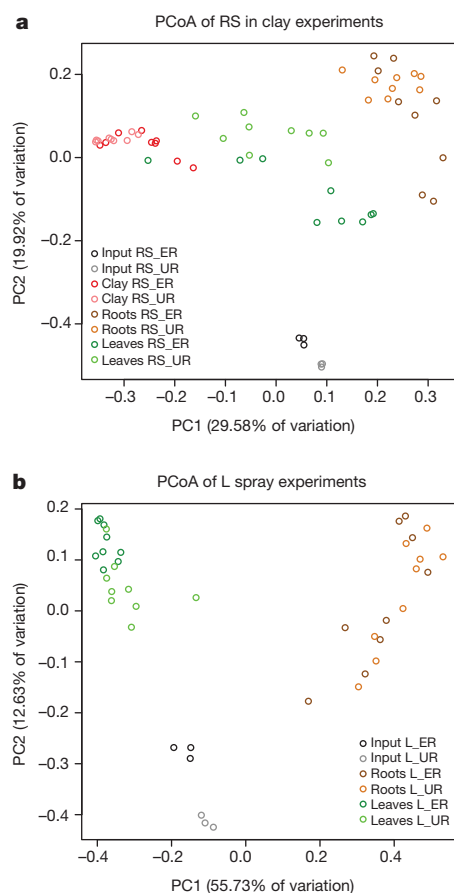 a
PCoA of RS in clay experiments
PC2 (19.92% of variation)
0.2
0.0
−0.2
−0.4
Input RS_ER
Input RS_UR
Clay RS_ER
Clay RS_UR
Roots RS_ER
Roots RS_UR
Leaves RS_ER
Leaves RS_UR
−0.3 −0.2 −0.1 0.0 0.1 0.2 0.3
PC1 (29.58% of variation)
b
PCoA of L spray experiments
PC2 (12.63% of variation)
0.2
0.1
0.0
−0.1
−0.2
−0.3
−0.4
Input L_ER
Input L_UR
Roots L_ER
Roots L_UR
Leaves L_ER
Leaves L_UR
−0.4 −0.2 0.0 0.2 0.4
PC1 (55.73% of variation)